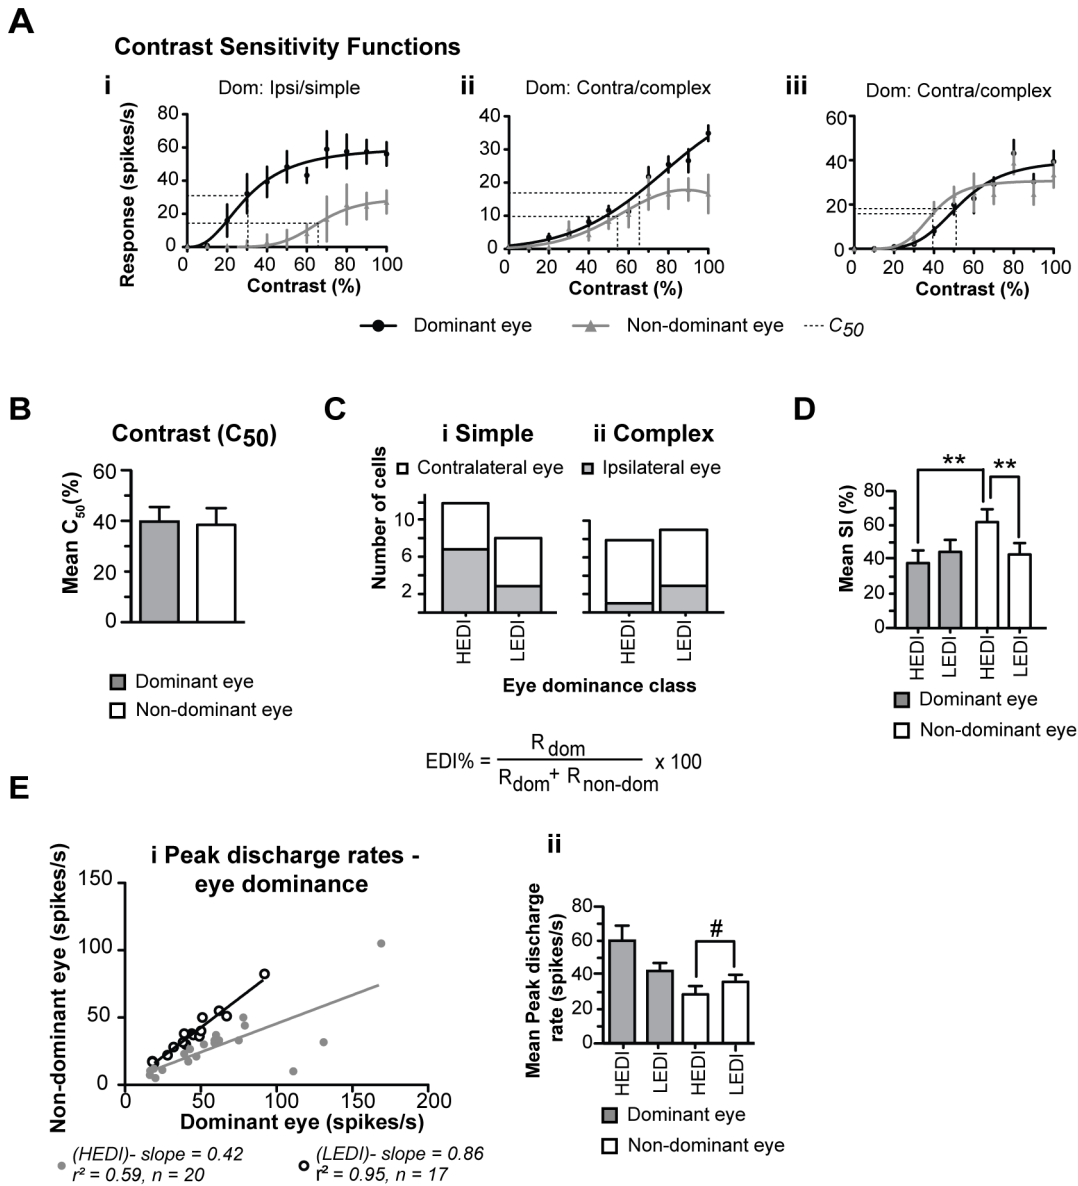 A
Contrast Sensitivity Functions
i
Dom: Ipsi/simple
ii
Dom: Contra/complex
iii
Dom: Contra/complex
Response (spikes/s)
80
60
40
20
0
0 20 40 60 80 100
Contrast (%)
40
30
20
10
0
0 20 40 60 80 100
Contrast (%)
60
40
20
0
0 20 40 60 80 100
Contrast (%)
Dominant eye
Non-dominant eye
C50
B
Contrast (C50)
Mean C50(%)
60
40
20
0
Dominant eye
Non-dominant eye
C
i Simple
ii Complex
Contralateral eye
Ipsilateral eye
Number of cells
10
6
2
HEDI
LEDI
HEDI
LEDI
Eye dominance class
EDI% = R dom / R dom + R non-dom x 100
D
Mean SI (%)
80
60
40
20
0
**
**
HEDI
LEDI
HEDI
LEDI
Dominant eye
Non-dominant eye
E
i Peak discharge rates -
eye dominance
Non-dominant eye (spikes/s)
150
100
50
0
0 50 100 150 200
Dominant eye (spikes/s)
(HEDI)- slope = 0.42
r² = 0.59, n = 20
(LEDI)- slope = 0.86
r² = 0.95, n = 17
ii
Mean Peak discharge
rate (spikes/s)
80
60
40
20
0
#
HEDI
LEDI
HEDI
LEDI
Dominant eye
Non-dominant eye